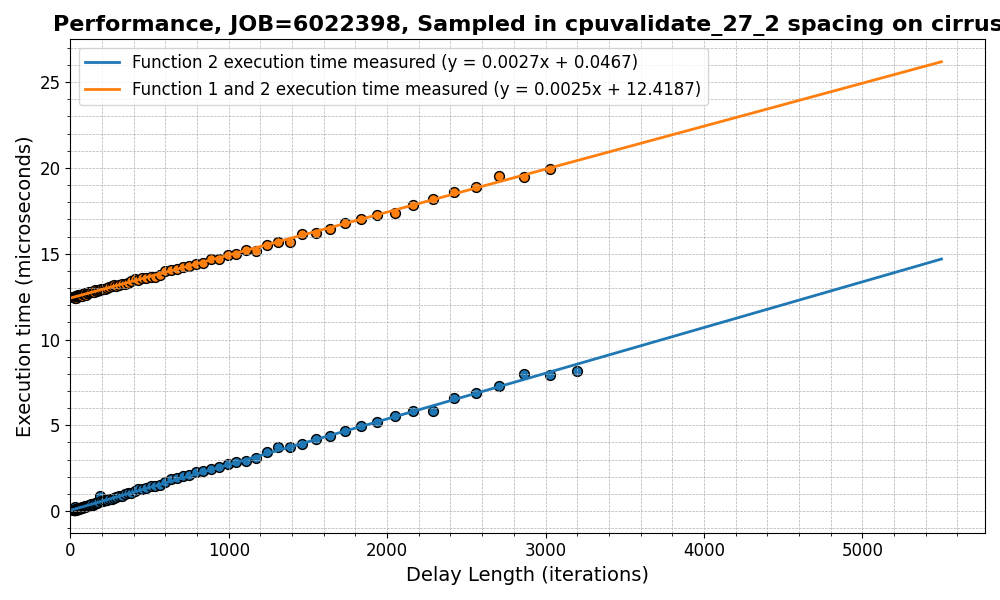 Performance, JOB=6022398, Sampled in cpuvalidate_27_2 spacing on cirrus
Function 2 execution time measured (y = 0.0027x + 0.0467)
Function 1 and 2 execution time measured (y = 0.0025x + 12.4187)
Execution time (microseconds)
25
20
15
10
5
0
0 1000 2000 3000 4000 5000
Delay Length (iterations)